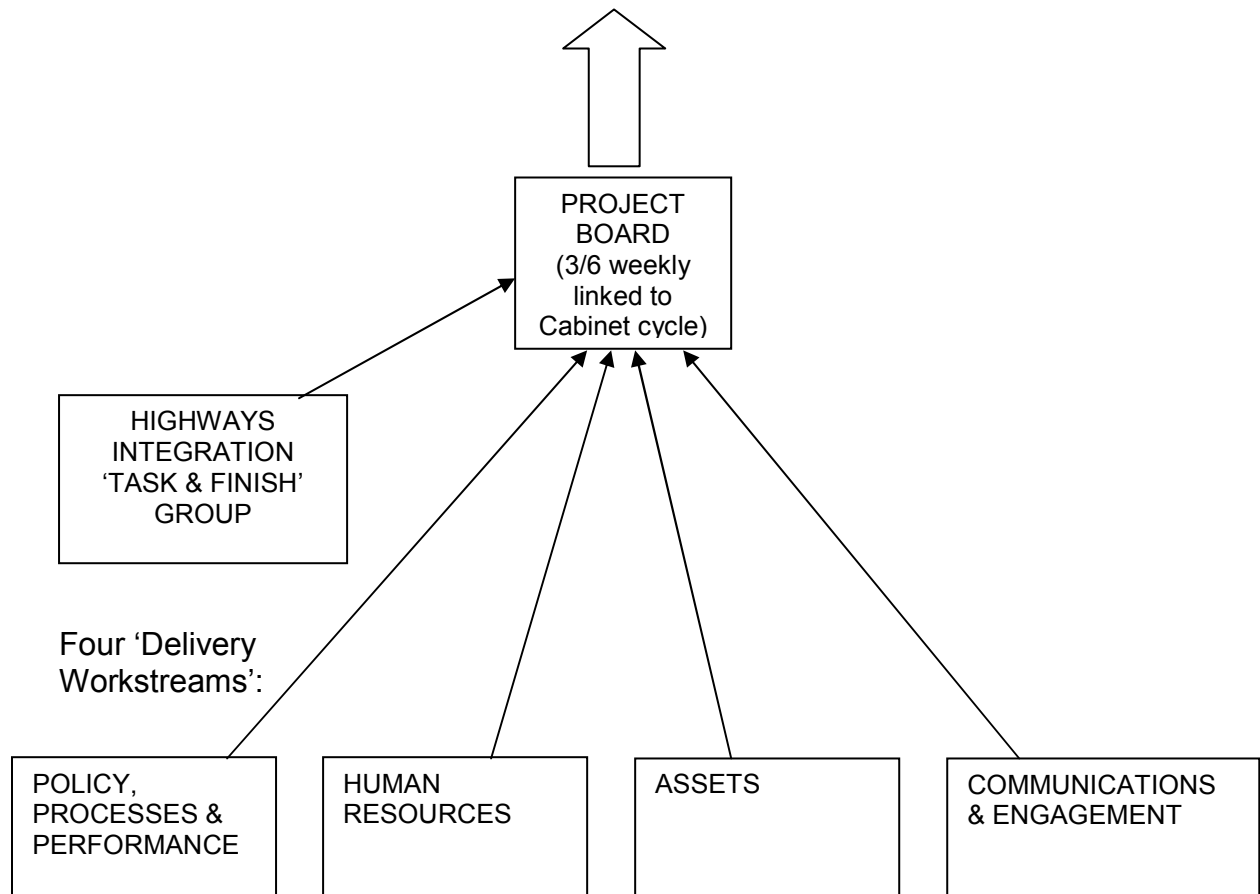 PROJECT
BOARD
(3/6 weekly
linked to
Cabinet cycle)
HIGHWAYS
INTEGRATION
‘TASK & FINISH’
GROUP
Four ‘Delivery
Workstreams’:
POLICY,
PROCESSES &
PERFORMANCE
HUMAN
RESOURCES
ASSETS
COMMUNICATIONS
& ENGAGEMENT